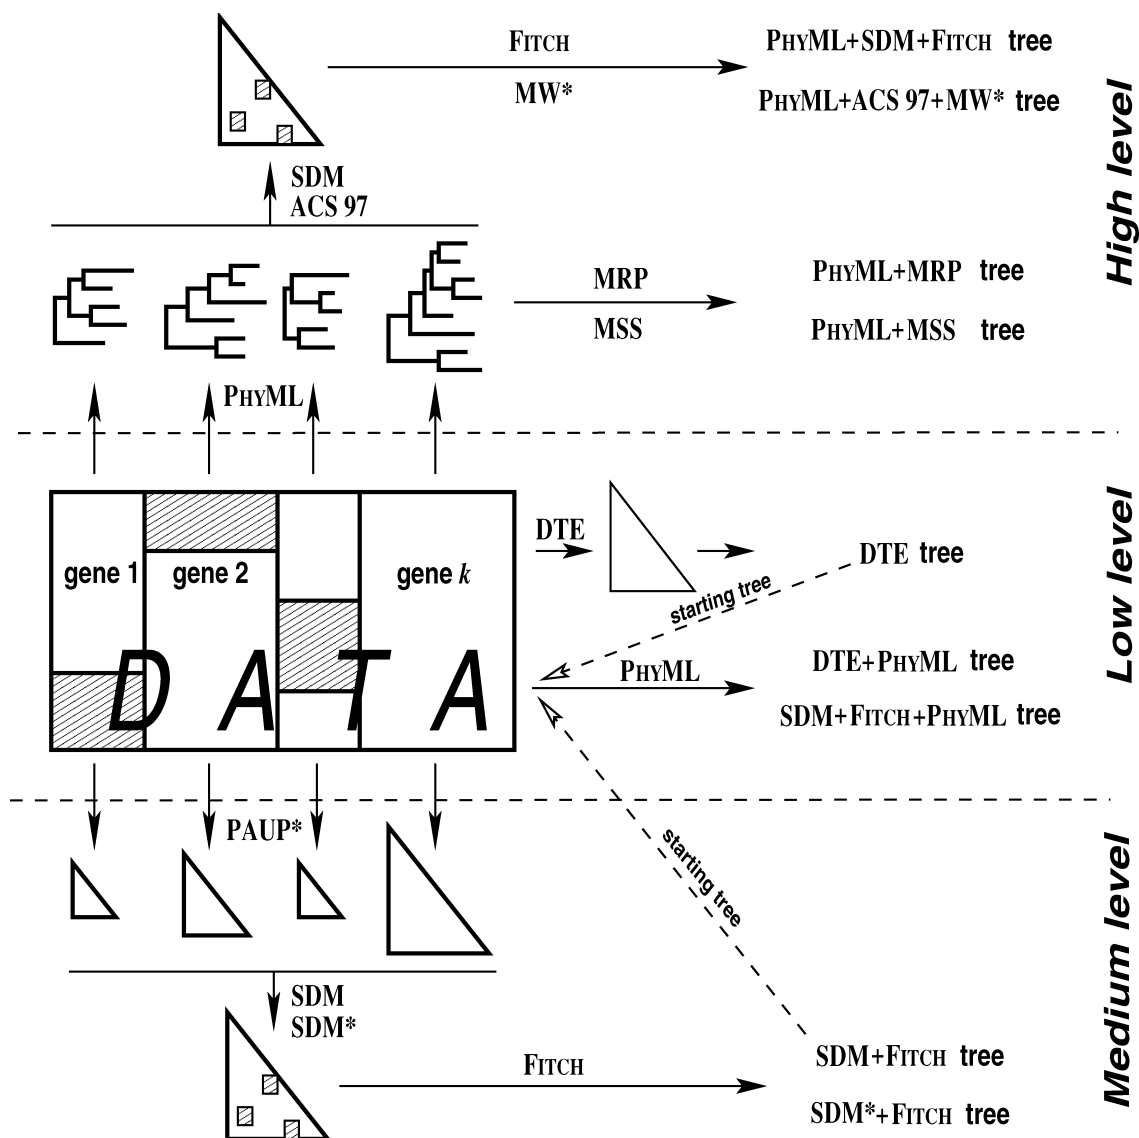 FITCH
MW*
PHYML+SDM+FITCH tree
PHYML+ACS 97+MW* tree
High level
SDM
ACS 97
MRP
MSS
PHYML+MRP tree
PHYML+MSS tree
PHYML
gene 1
gene 2
gene k
DATA
DTE
DTE tree
starting tree
PHYML
DTE+PHYML tree
SDM+FITCH+PHYML tree
Low level
PAUP*
starting tree
SDM
SDM*
FITCH
SDM+FITCH tree
SDM*+FITCH tree
Medium level